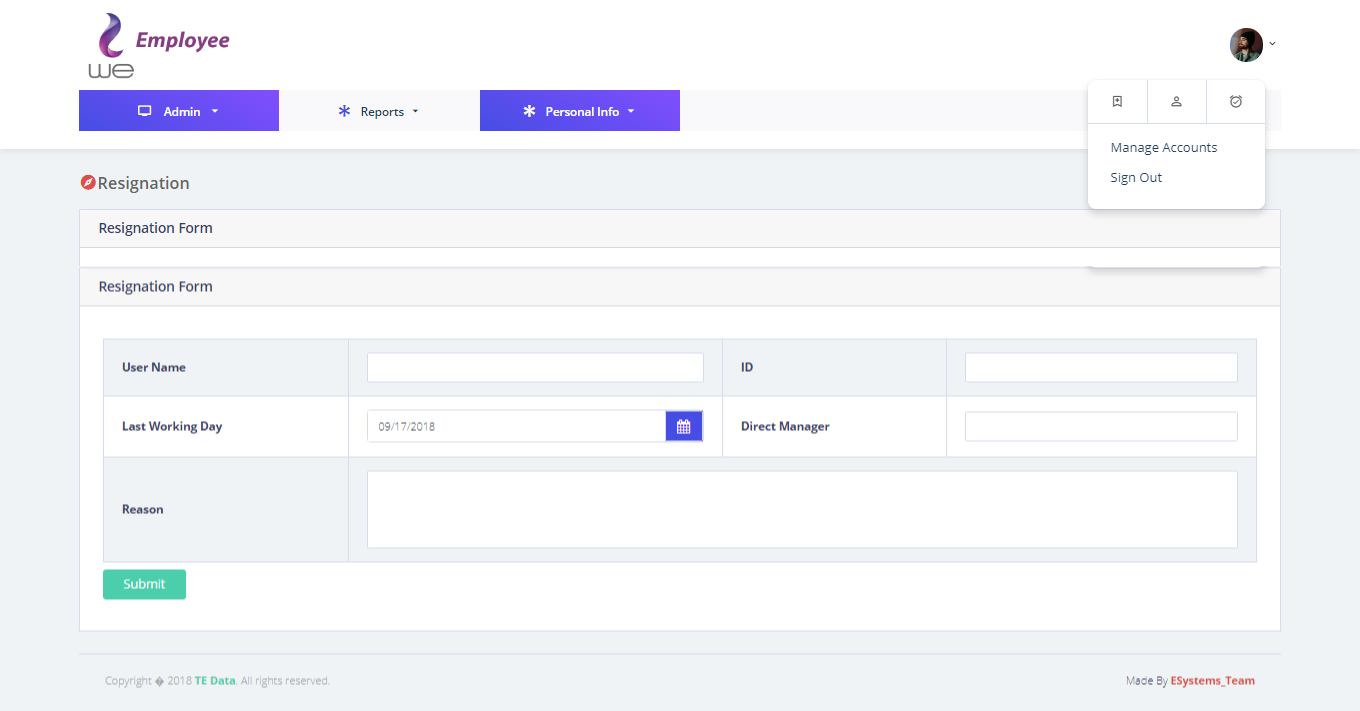 Employee
we
Admin
Reports
Personal Info
Manage Accounts
Sign Out
Resignation
Resignation Form
Resignation Form
User Name
ID
Last Working Day
09/17/2018
Direct Manager
Reason
Submit
Copyright � 2018 TE Data. All rights reserved.
Made By ESystems_Team